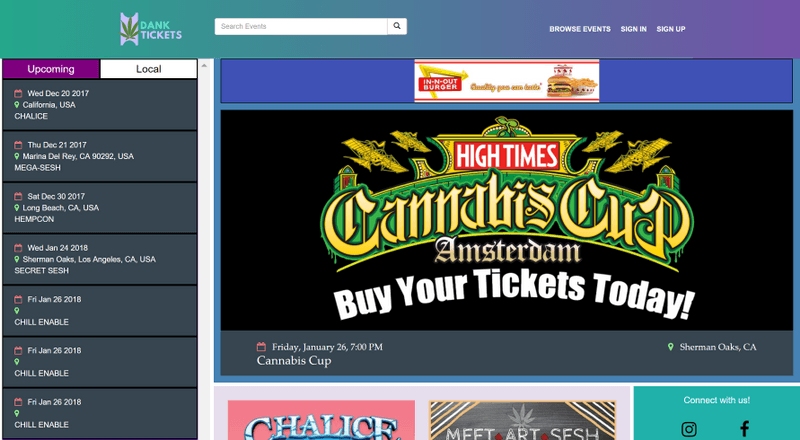 DANK
TICKETS
Search Events
BROWSE EVENTS SIGN IN SIGN UP
Upcoming Local
Wed Dec 20 2017
California, USA
CHALICE
Thu Dec 21 2017
Marina Del Rey, CA 90292, USA
MEGA-SESH
Sat Dec 30 2017
Long Beach, CA, USA
HEMPCON
Wed Jan 24 2018
Sherman Oaks, Los Angeles, CA, USA
SECRET SESH
Fri Jan 26 2018
CHILL ENABLE
Fri Jan 26 2018
CHILL ENABLE
Fri Jan 26 2018
CHILL ENABLE
IN-N-OUT
BURGER
Quality you can taste
HIGH TIMES
Cannabis Cup
Amsterdam
Buy Your Tickets Today!
Friday, January 26, 7:00 PM
Cannabis Cup
Sherman Oaks, CA
CHALICE
MEET ART SESH
Connect with us!